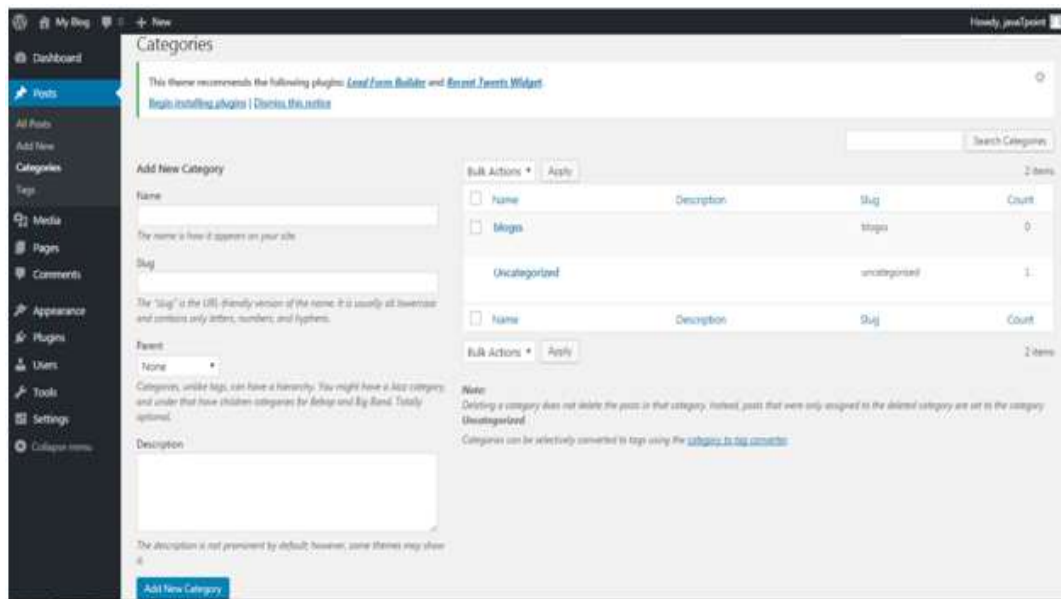 My Blog
+ New
Howdy, javaTpoint
Dashboard
Posts
All Posts
Add New
Categories
Tags
Media
Pages
Comments
Appearance
Plugins
Users
Tools
Settings
Collapse menu
Categories
This theme recommends the following plugins: Lead Form Builder and Recent Tweets Widget.
Begin installing plugins | Dismiss this notice
Search Categories
Add New Category
Name
The name is how it appears on your site.
Slug
The "slug" is the URL-friendly version of the name. It is usually all lowercase
and contains only letters, numbers, and hyphens.
Parent
None
Categories, unlike tags, can have a hierarchy. You might have a Jazz category,
and under that have children categories for Bebop and Big Band. Totally
optional.
Description
The description is not prominent by default; however, some themes may show
it.
Add New Category
Bulk Actions Apply 2 items
Name Description Slug Count
0
Uncategorized uncategorized 1
Name Description Slug Count
Bulk Actions Apply 2 items
Note:
Deleting a category does not delete the posts in that category. Instead, posts that were only assigned to the deleted category are set to the category
Uncategorized.
Categories can be selectively converted to tags using the category to tag converter.